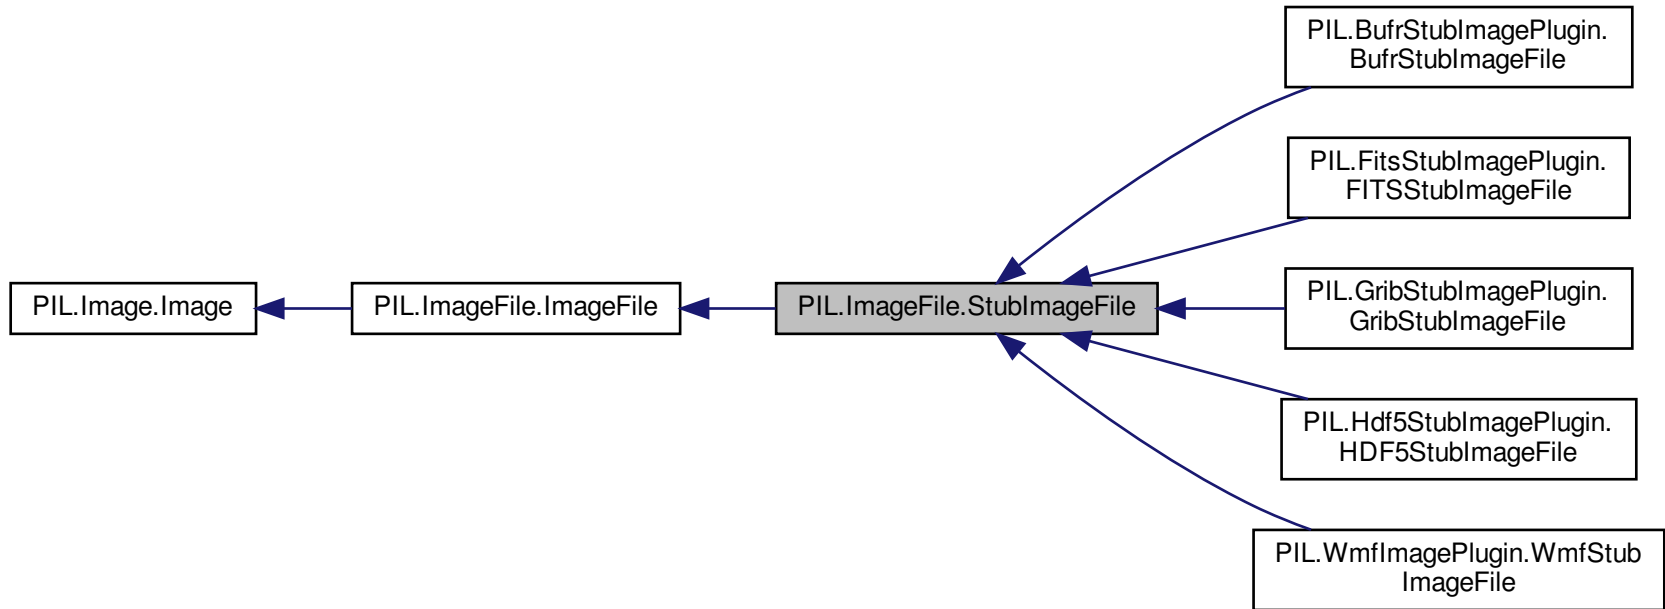 PIL.BufrStubImagePlugin.
BufrStubImageFile
PIL.FitsStubImagePlugin.
FITSStubImageFile
PIL.Image.Image
PIL.ImageFile.ImageFile
PIL.ImageFile.StubImageFile
PIL.GribStubImagePlugin.
GribStubImageFile
PIL.Hdf5StubImagePlugin.
HDF5StubImageFile
PIL.WmfImagePlugin.WmfStub
ImageFile